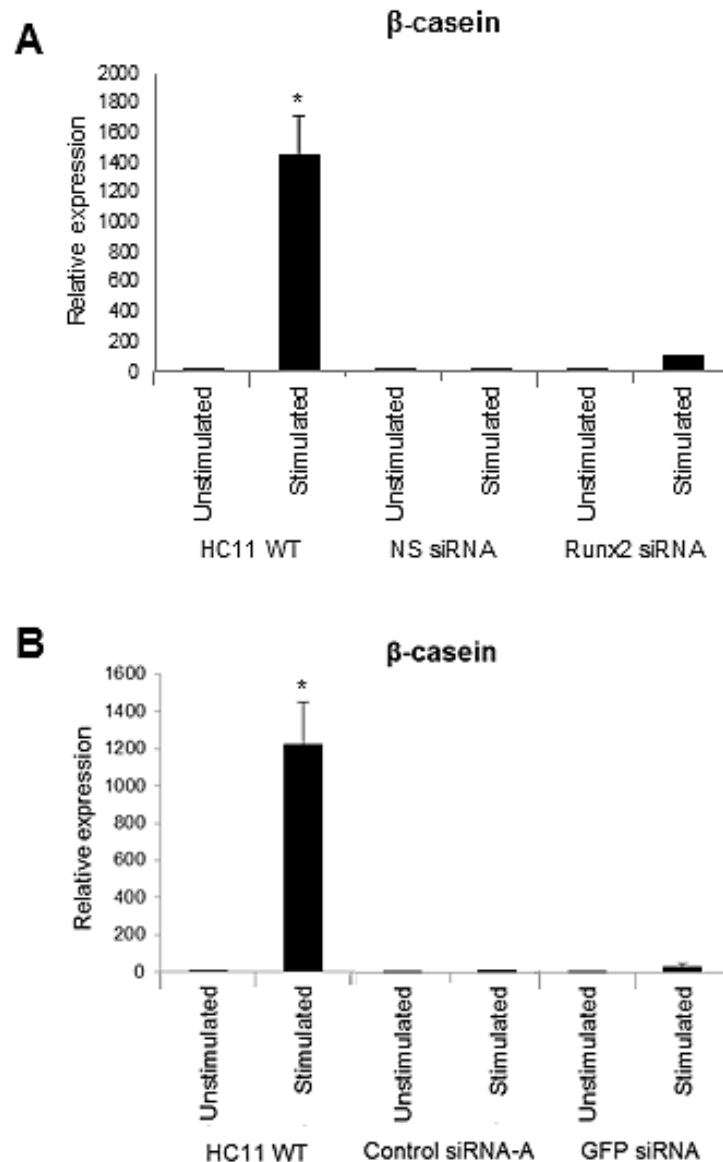 A
β-casein
2000
1800
1600
1400
1200
1000
800
600
400
200
0
Relative expression
*
Unstimulated
Stimulated
Unstimulated
Stimulated
Unstimulated
Stimulated
HC11 WT
NS siRNA
Runx2 siRNA
B
β-casein
1600
1400
1200
1000
800
600
400
200
0
Relative expression
*
Unstimulated
Stimulated
Unstimulated
Stimulated
Unstimulated
Stimulated
HC11 WT
Control siRNA-A
GFP siRNA